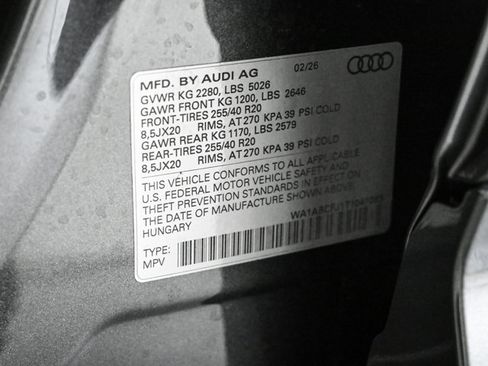 MFD. BY AUDI AG 02/26
GVWR KG 2280, LBS 5026
GAWR FRONT KG 1200, LBS 2646
FRONT-TIRES 255/40 R20
8,5JX20 RIMS, AT 270 KPA 39 PSI COLD
GAWR REAR KG 1170, LBS 2579
REAR-TIRES 255/40 R20
8,5JX20 RIMS, AT 270 KPA 39 PSI COLD
THIS VEHICLE CONFORMS TO ALL APPLICABLE
U.S. FEDERAL MOTOR VEHICLE SAFETY AND
THEFT PREVENTION STANDARDS IN EFFECT ON
THE DATE OF MANUFACTURE SHOWN ABOVE
HUNGARY
TYPE:
MPV